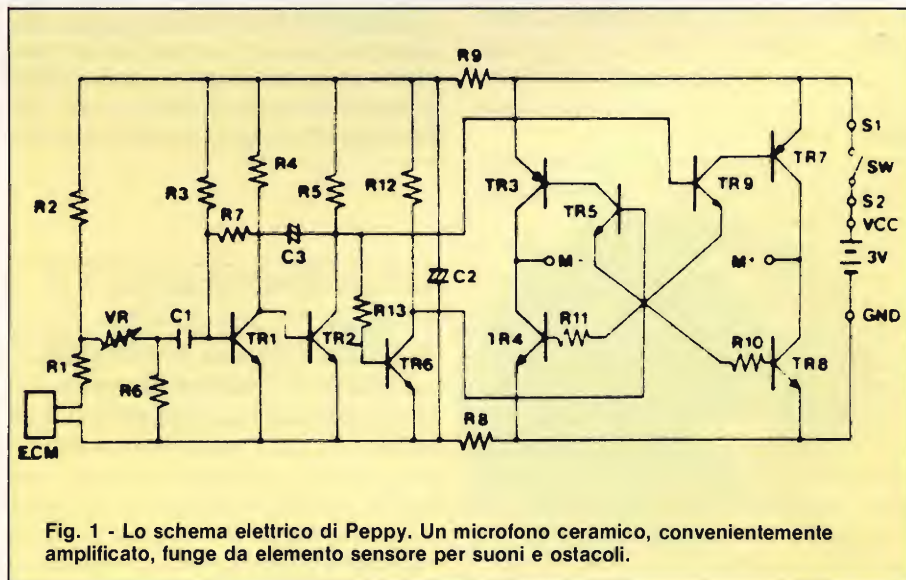 R9
S1
SW
S2
VCC
3V
GND
R2
R3
R4
R7
R5
R12
C3
C2
TR3
TR5
TR9
TR7
M-
M+
VR
C1
R1
R6
TR1
TR2
R13
TR6
TR4
R11
R10
TR8
ECM
R8
Fig. 1 - Lo schema elettrico di Peppy. Un microfono ceramico, convenientemente
amplificato, funge da elemento sensore per suoni e ostacoli.